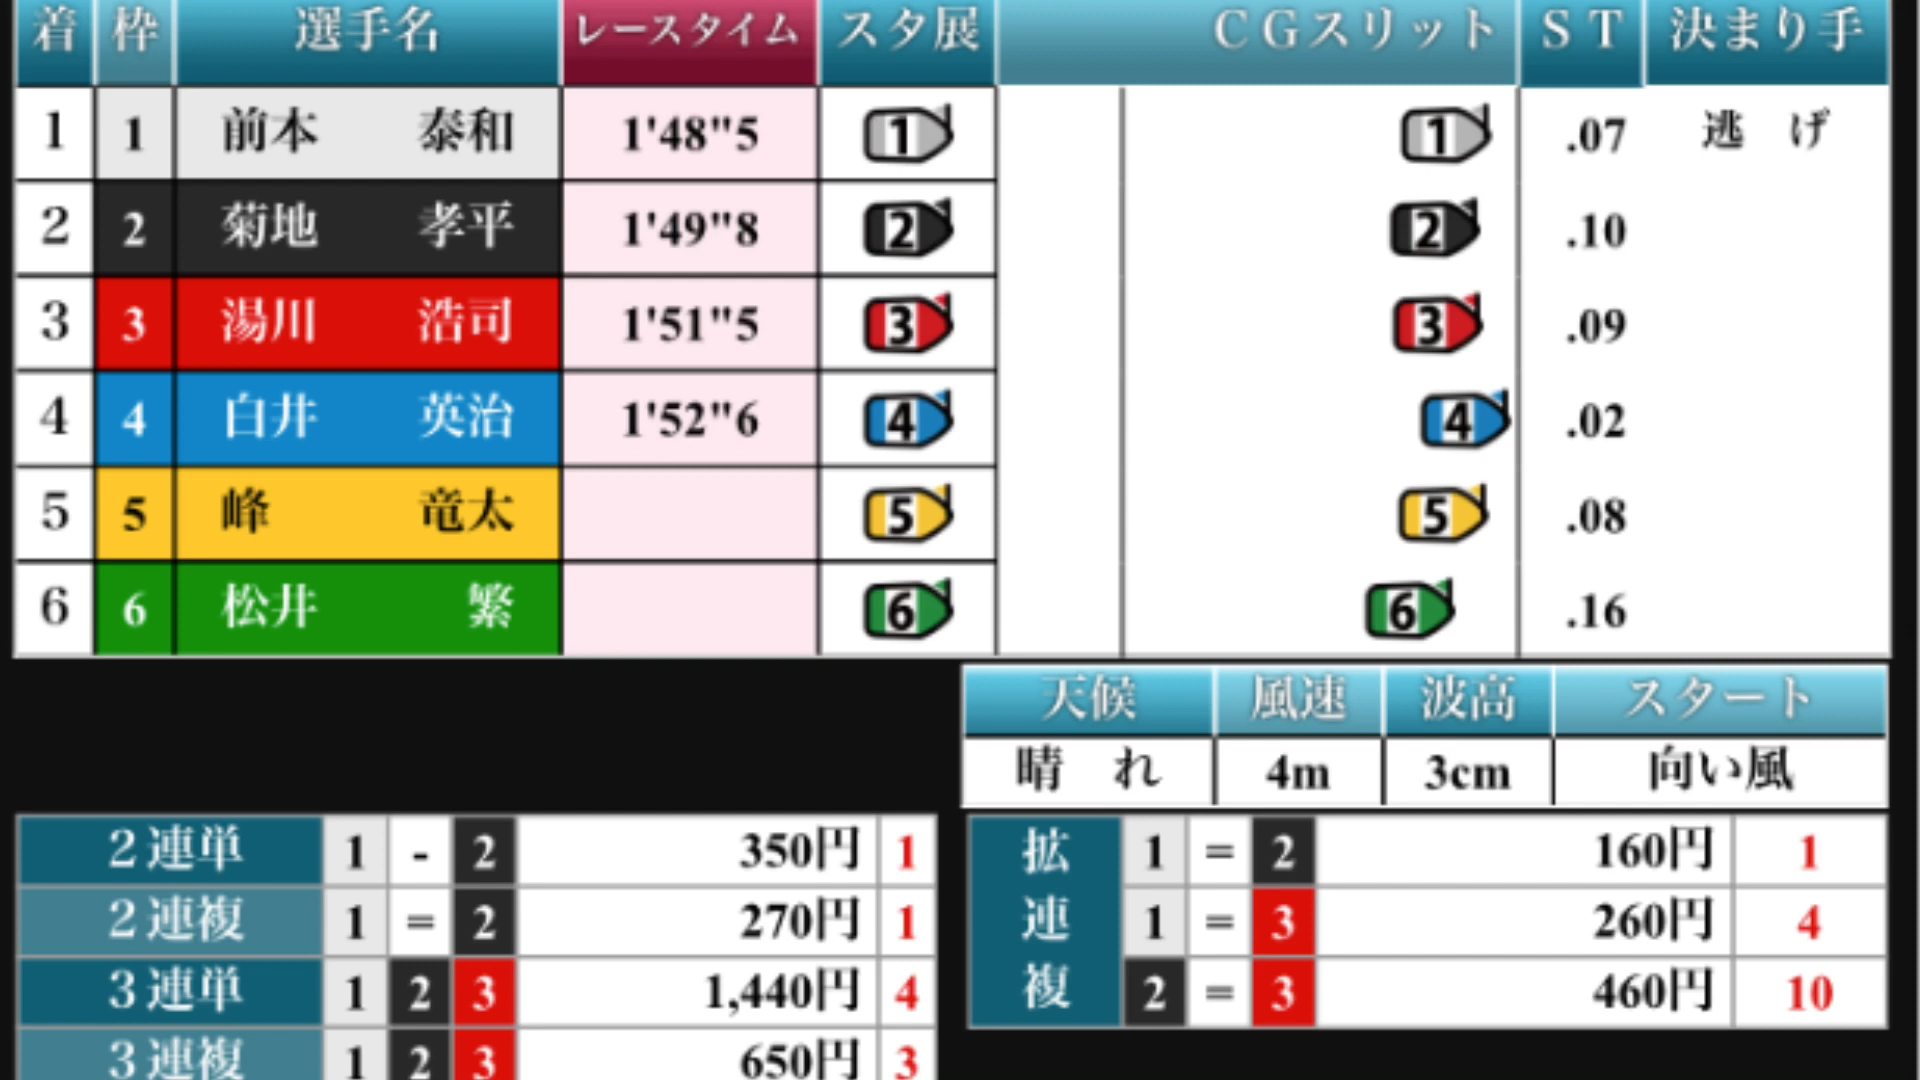 着 枠 選手名 レースタイム スタ展 ＣＧスリット ＳＴ 決まり手
1 1 前本 泰和 1'48"5 1 1 .07 逃 げ
2 2 菊地 孝平 1'49"8 2 2 .10
3 3 湯川 浩司 1'51"5 3 3 .09
4 4 白井 英治 1'52"6 4 4 .02
5 5 峰 竜太 5 5 .08
6 6 松井 繁 6 6 .16
天候 風速 波高 スタート
晴 れ 4m 3cm 向い風
２連単 1 - 2 350円 1
２連複 1 = 2 270円 1
３連単 1 2 3 1,440円 4
３連複 1 2 3 650円 3
拡連複
1 = 2 160円 1
1 = 3 260円 4
2 = 3 460円 10